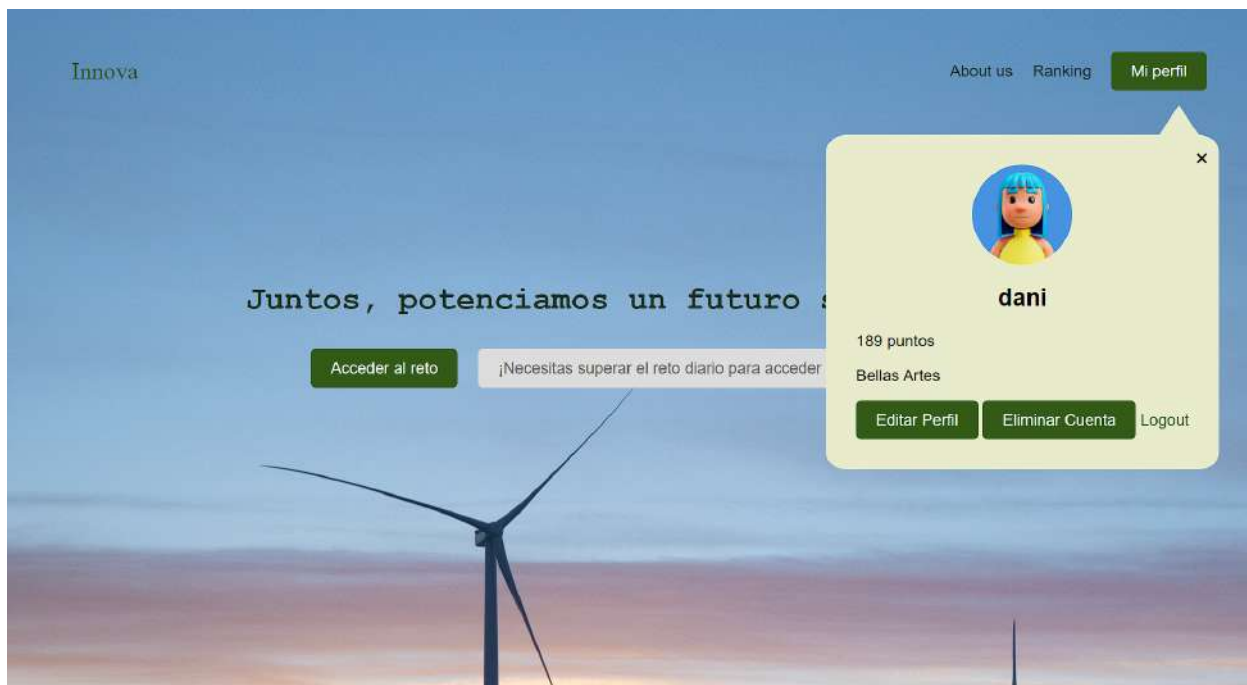 Innova
About us Ranking Mi perfil
×
dani
Juntos, potenciamos un futuro
189 puntos
Acceder al reto ¡Necesitas superar el reto diario para acceder
Bellas Artes
Editar Perfil Eliminar Cuenta Logout